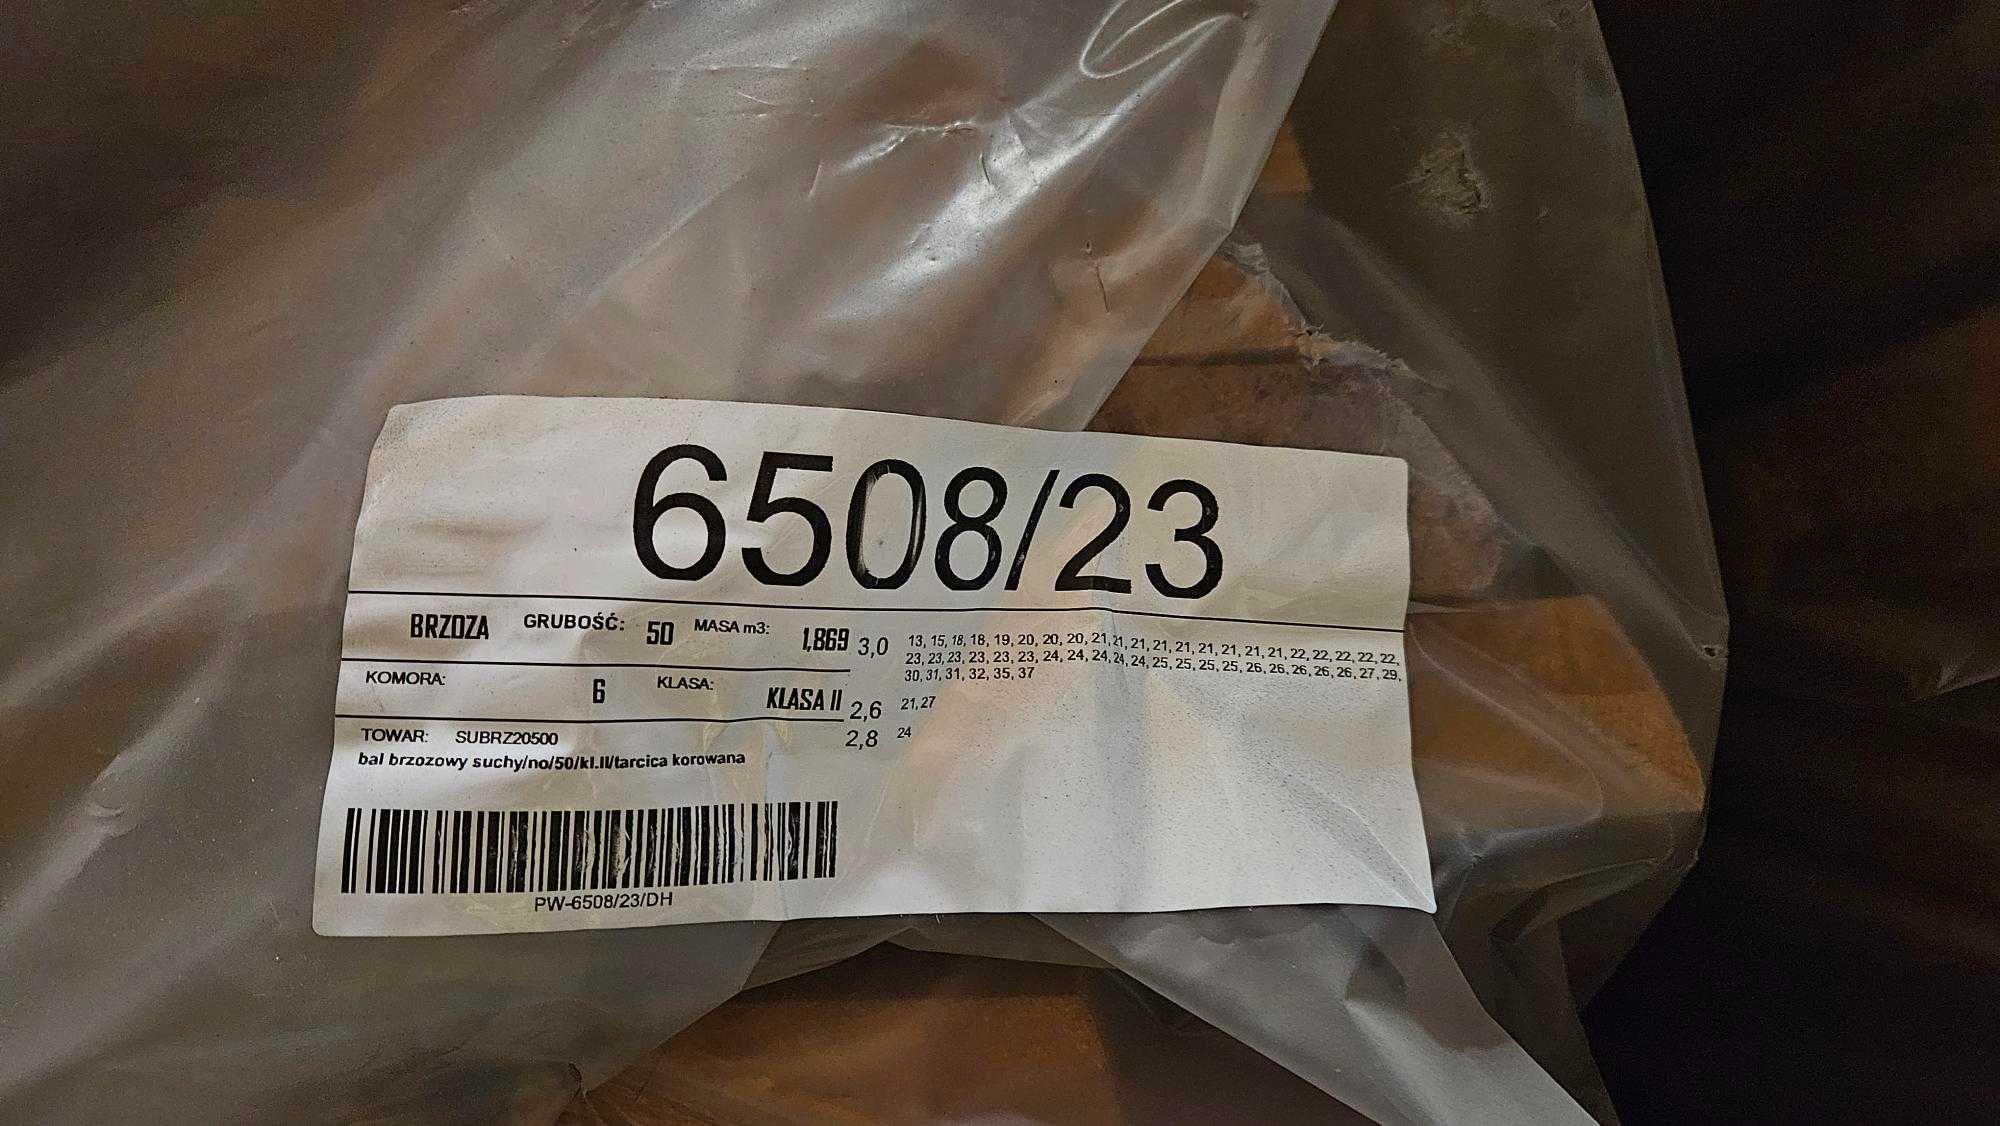 6508/23
BRZOZA GRUBOŚĆ: 50 MASA m3: 1,869
KOMORA: 6 KLASA: KLASA II
TOWAR: SUBRZ20500
bal brzozowy suchy/no/50/kl.II/tarcica korowana
PW-6508/23/DH
3,0 13, 15, 18, 18, 19, 20, 20, 20, 21, 21, 21, 21, 21, 21, 21, 21, 21, 22, 22, 22, 22, 22,
23, 23, 23, 23, 23, 23, 24, 24, 24, 24, 24, 25, 25, 25, 25, 26, 26, 26, 26, 26, 27, 29,
30, 31, 31, 32, 35, 37
2,6 21, 27
2,8 24